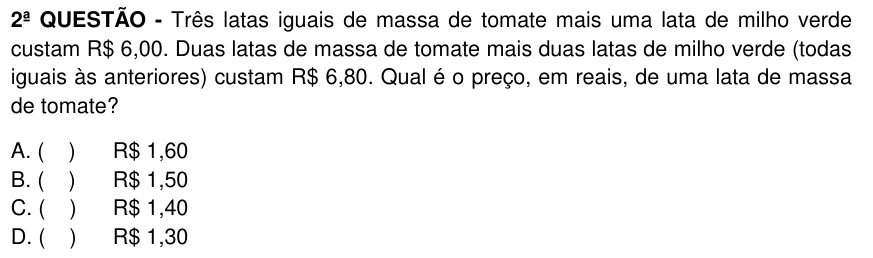 2ª QUESTÃO - Três latas iguais de massa de tomate mais uma lata de milho verde
custam R$ 6,00. Duas latas de massa de tomate mais duas latas de milho verde (todas
iguais às anteriores) custam R$ 6,80. Qual é o preço, em reais, de uma lata de massa
de tomate?
A. ( ) R$ 1,60
B. ( ) R$ 1,50
C. ( ) R$ 1,40
D. ( ) R$ 1,30